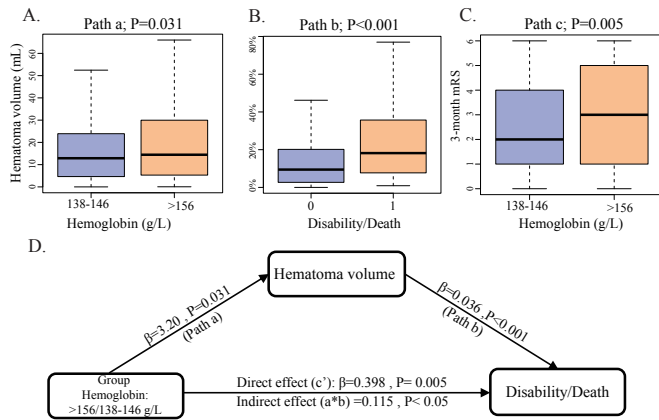 A.
Path a; P=0.031
Hematoma volume (mL)
60
50
40
30
20
10
0
138-146
>156
Hemoglobin (g/L)
B.
Path b; P<0.001
80%
60%
40%
20%
0%
0
1
Disability/Death
C.
Path c; P=0.005
3-month mRS
6
5
4
3
2
1
0
138-146
>156
Hemoglobin (g/L)
D.
Hematoma volume
β=3.20 , P=0.031
(Path a)
β=0.036 ,P<0.001
(Path b)
Group
Hemoglobin:
>156/138-146 g/L
Direct effect (c’): β=0.398 , P= 0.005
Indirect effect (a*b) =0.115 , P< 0.05
Disability/Death